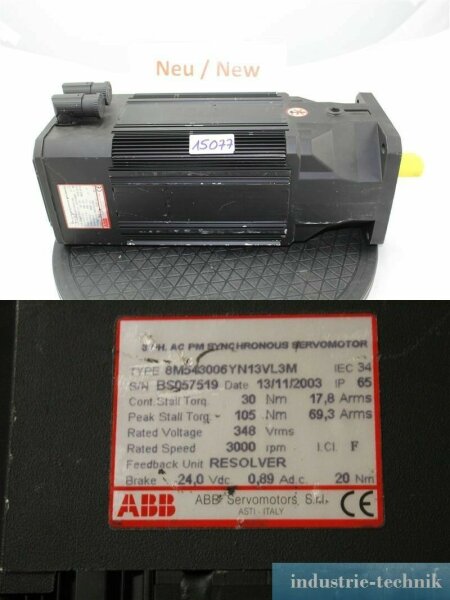 Neu / New
15077
3 PH. AC PM SYNCHRONOUS SERVOMOTOR
TYPE 8M543006YN13VL3M IEC 34
S/N BS057519 Date 13/11/2003 IP 65
Cont.Stall Torq. 30 Nm 17,8 Arms
Peak Stall Torq. 105 Nm 69,3 Arms
Rated Voltage 348 Vrms
Rated Speed 3000 rpm I.Cl. F
Feedback Unit RESOLVER
Brake 24,0 Vdc 0,89 Adc 20 Nm
ABB ABB Servomotors S.r.l. CE
ASTI - ITALY
industrie-technik